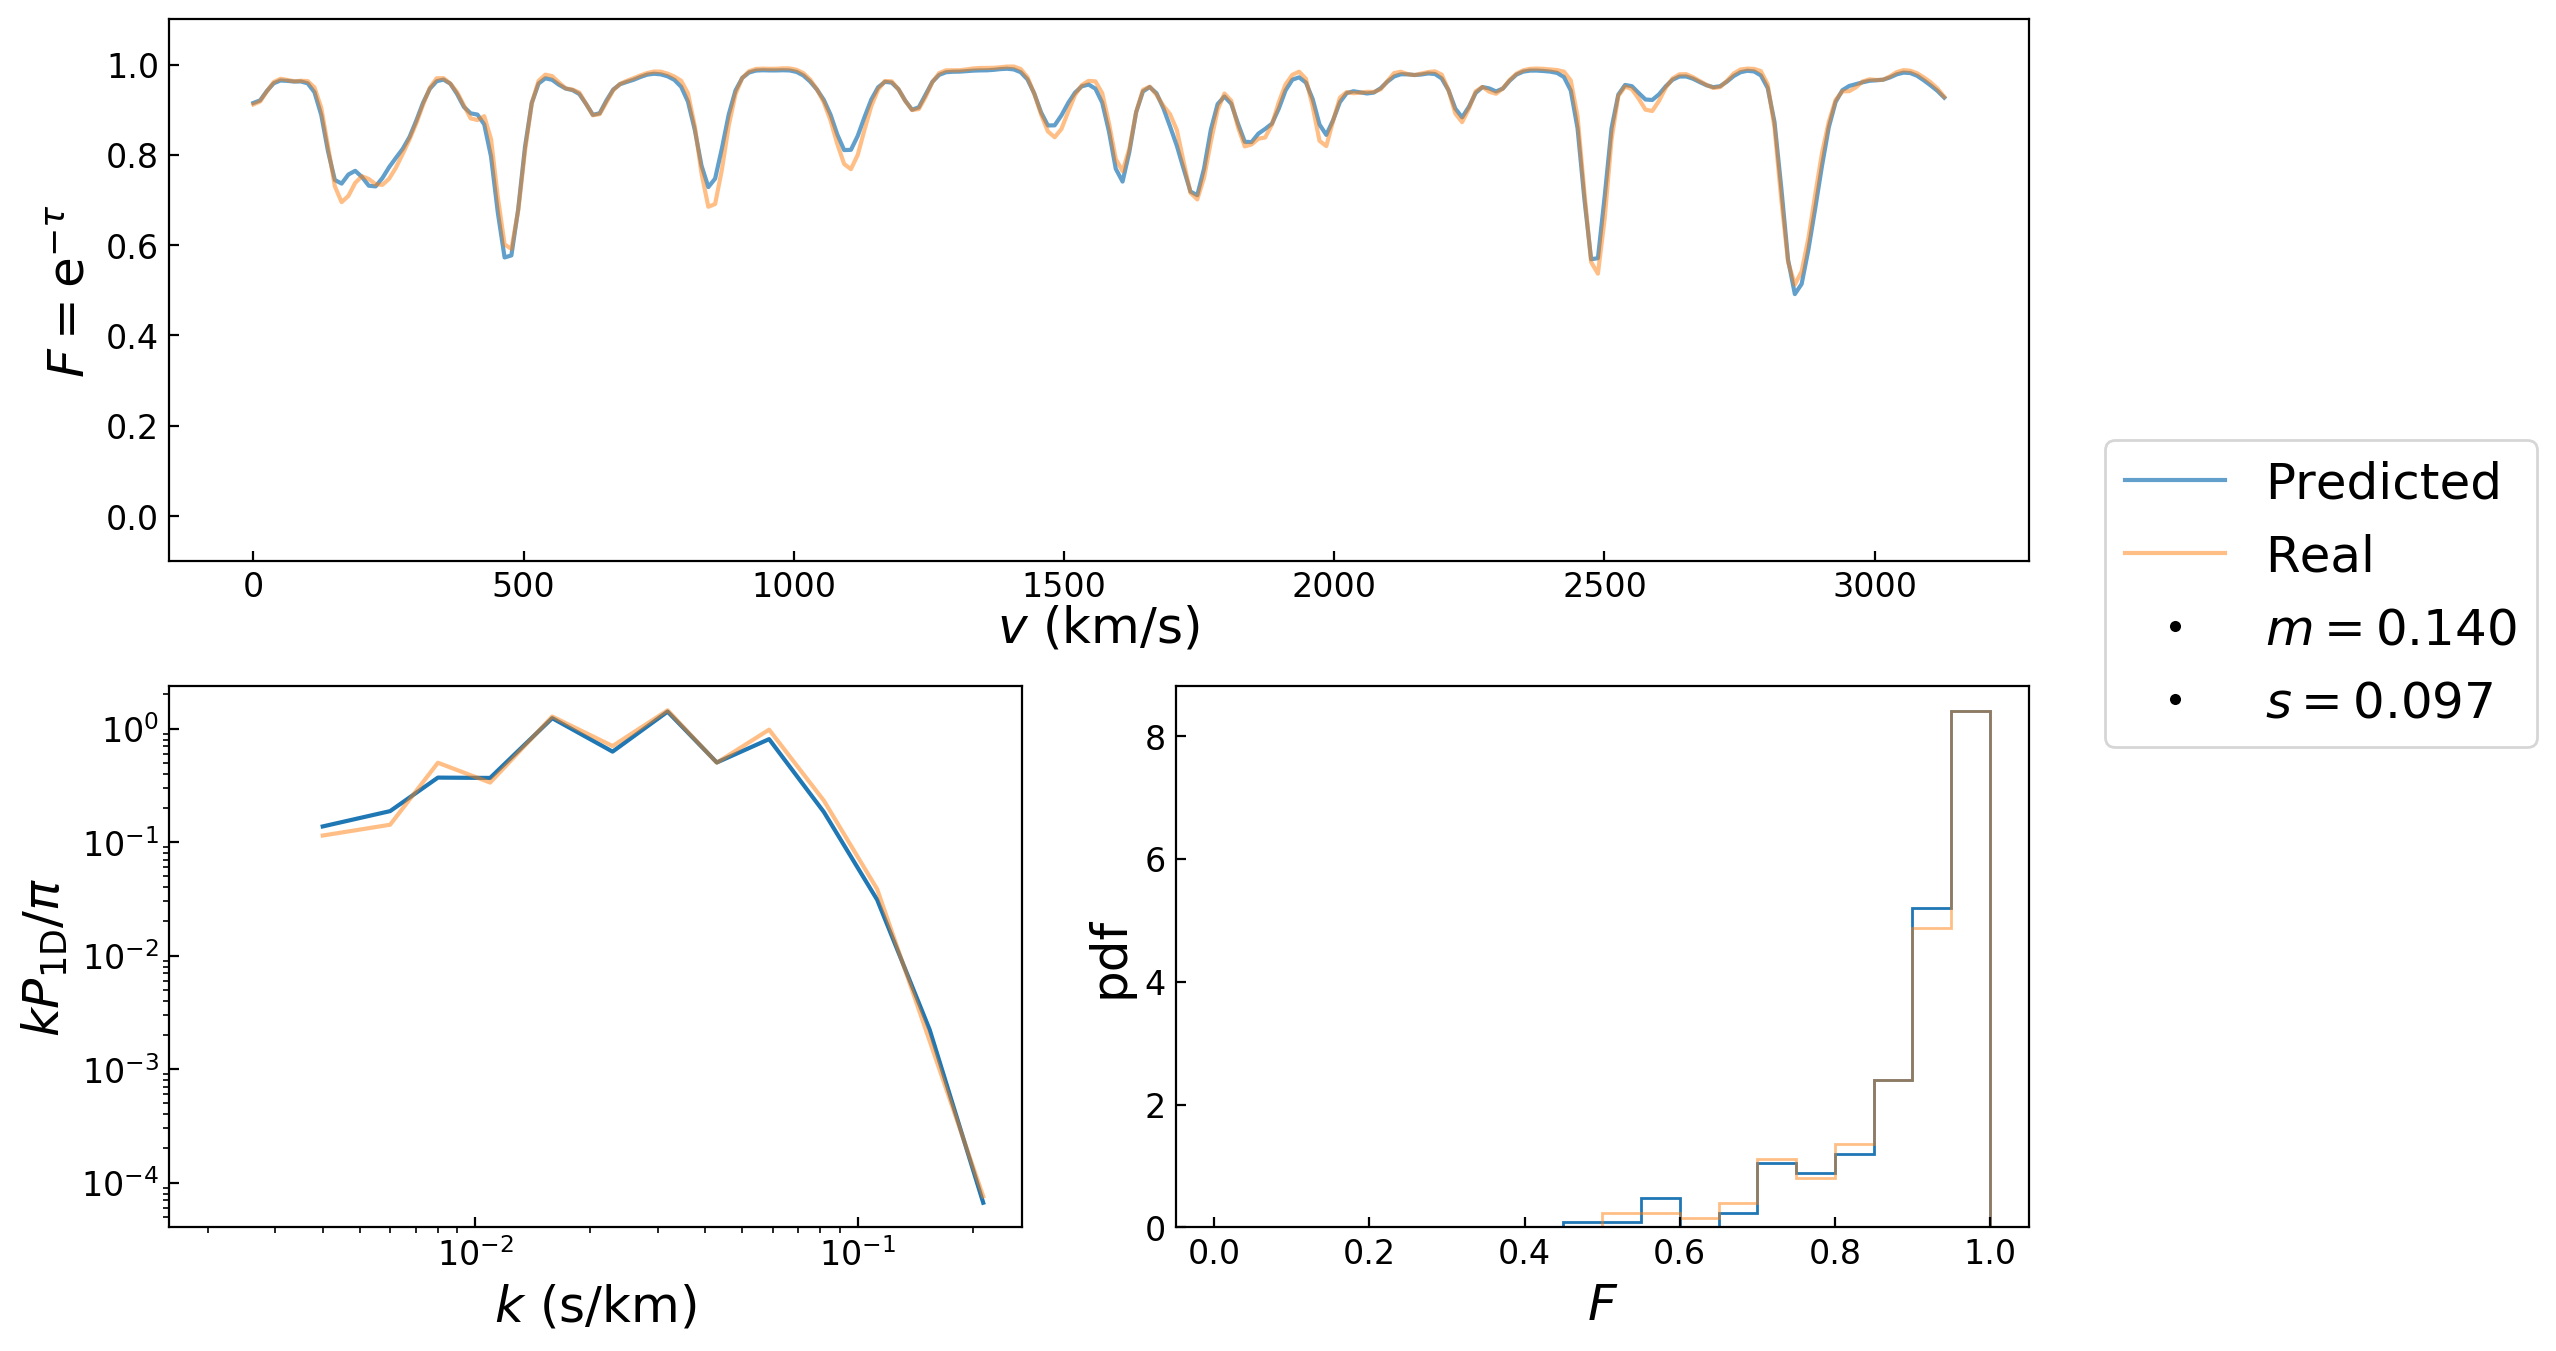 1.0
0.8
0.6
0.4
0.2
0.0
F = e^{-τ}
0 500 1000 1500 2000 2500 3000
v (km/s)
Predicted
Real
m = 0.140
s = 0.097
10^0
10^{-1}
10^{-2}
10^{-3}
10^{-4}
kP_{1D}/π
10^{-2} 10^{-1}
k (s/km)
8
6
4
2
0
pdf
0.0 0.2 0.4 0.6 0.8 1.0
F